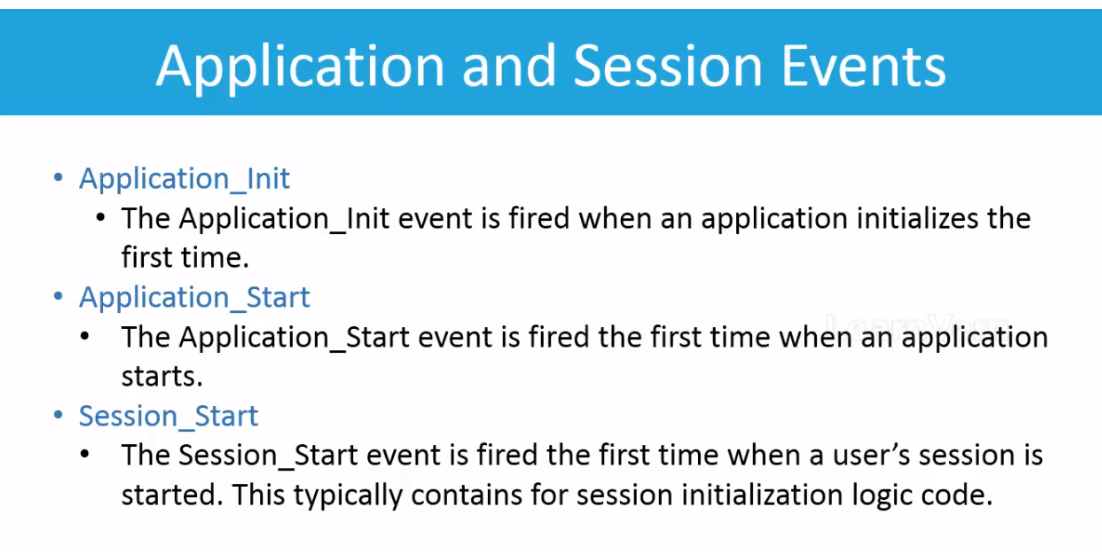 Application and Session Events
• Application_Init
• The Application_Init event is fired when an application initializes the
first time.
• Application_Start
• The Application_Start event is fired the first time when an application
starts.
• Session_Start
• The Session_Start event is fired the first time when a user’s session is
started. This typically contains for session initialization logic code.